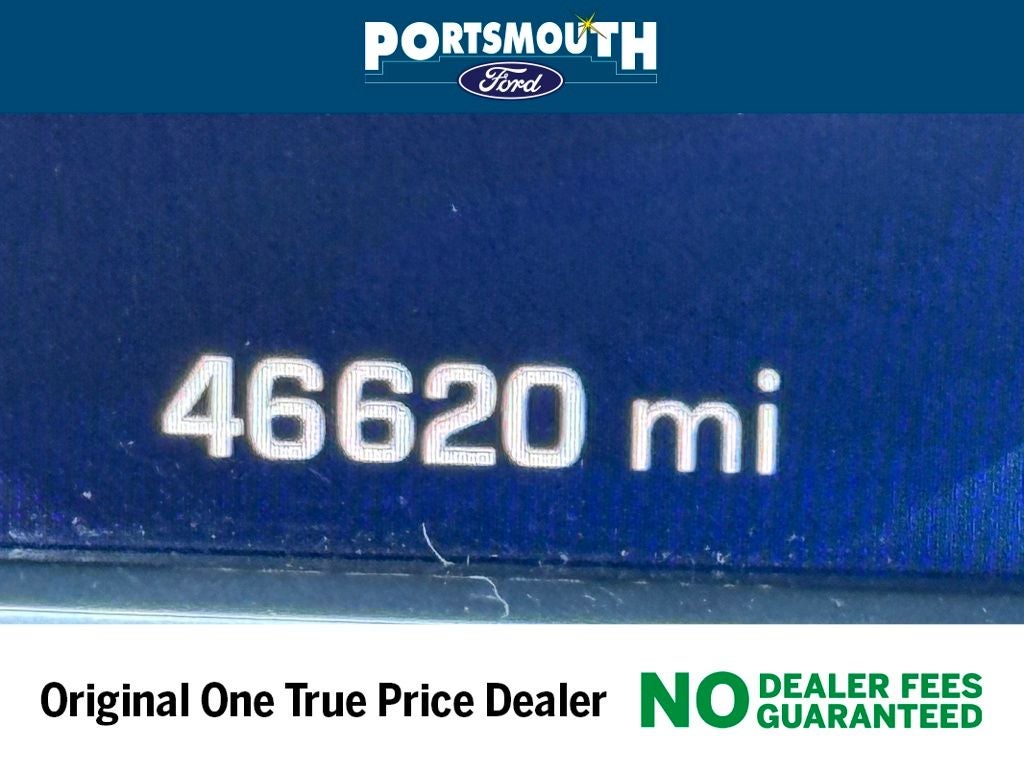 PORTSMOUTH
Ford
46620 mi
Original One True Price Dealer
NO DEALER FEES
GUARANTEED